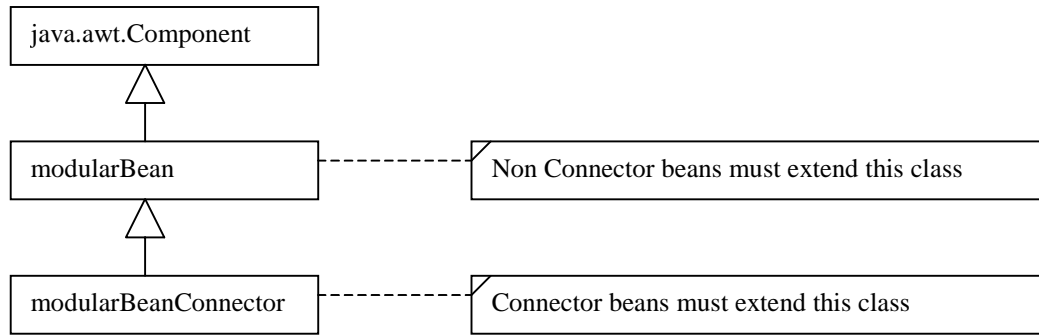 java.awt.Component
modularBean
Non Connector beans must extend this class
modularBeanConnector
Connector beans must extend this class